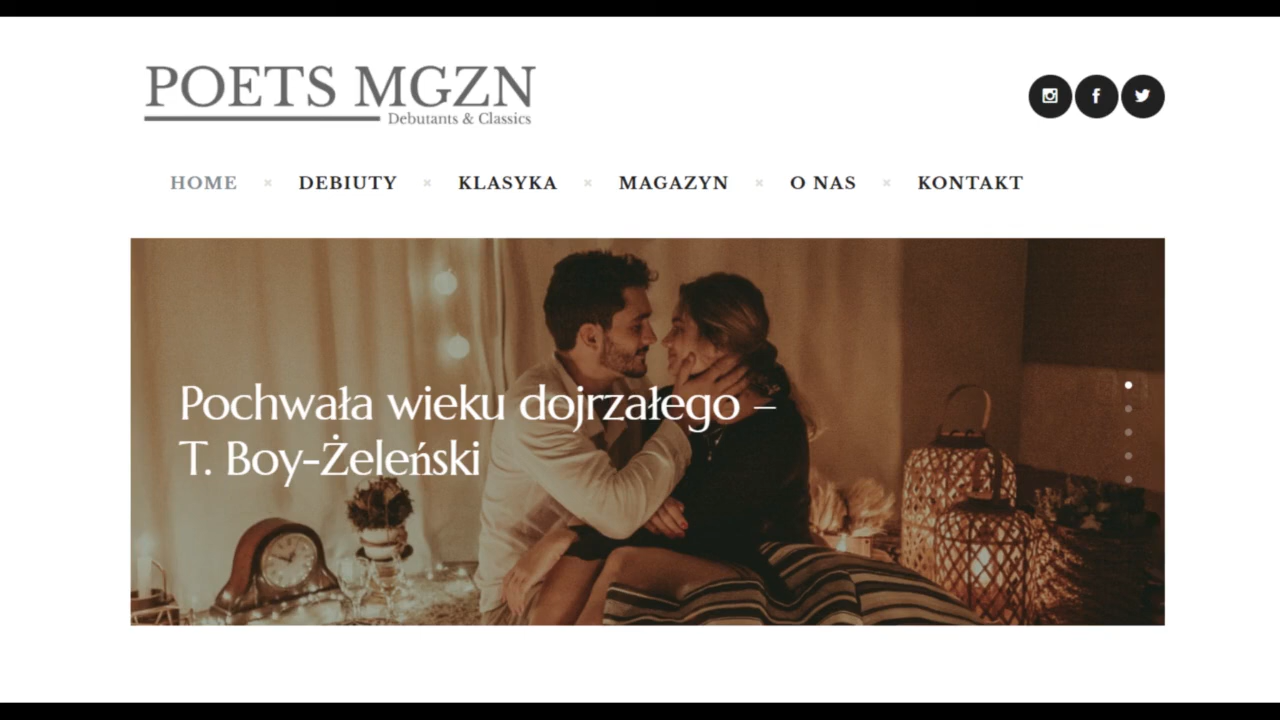 POETS MGZN
Debutants & Classics
HOME × DEBIUTY × KLASYKA × MAGAZYN × O NAS × KONTAKT
Pochwała wieku dojrzałego –
T. Boy-Żeleński